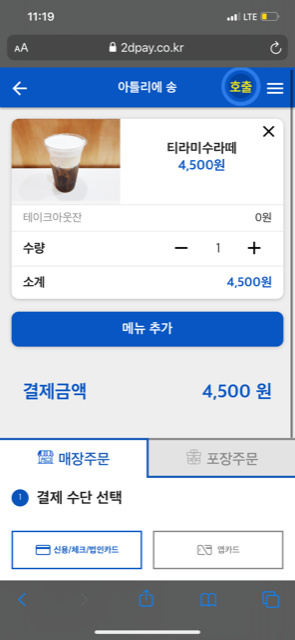 11:19
LTE
AA
2dpay.co.kr
아틀리에 송
호출
티라미수라떼
4,500원
테이크아웃잔
0원
수량
1
소계
4,500원
메뉴 추가
결제금액
4,500 원
매장주문
포장주문
1 결제 수단 선택
신용/체크/법인카드
앱카드